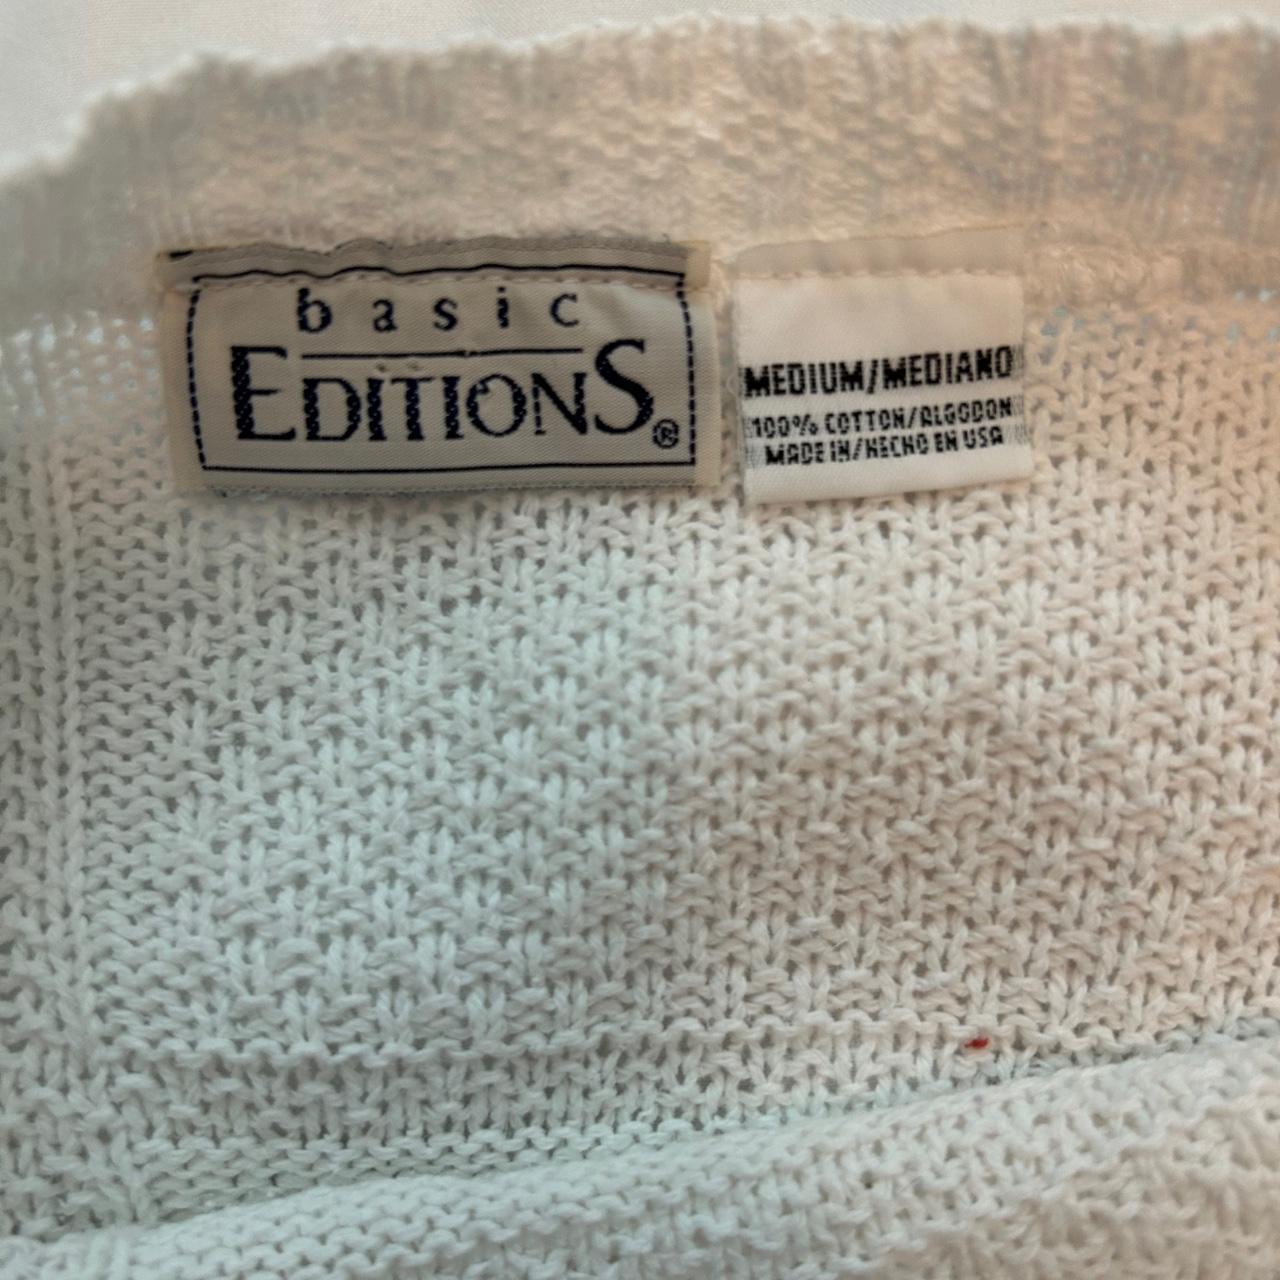 basic
EDITIONS®
MEDIUM/MEDIANO
100% COTTON/ALGODON
MADE IN/HECHO EN USA